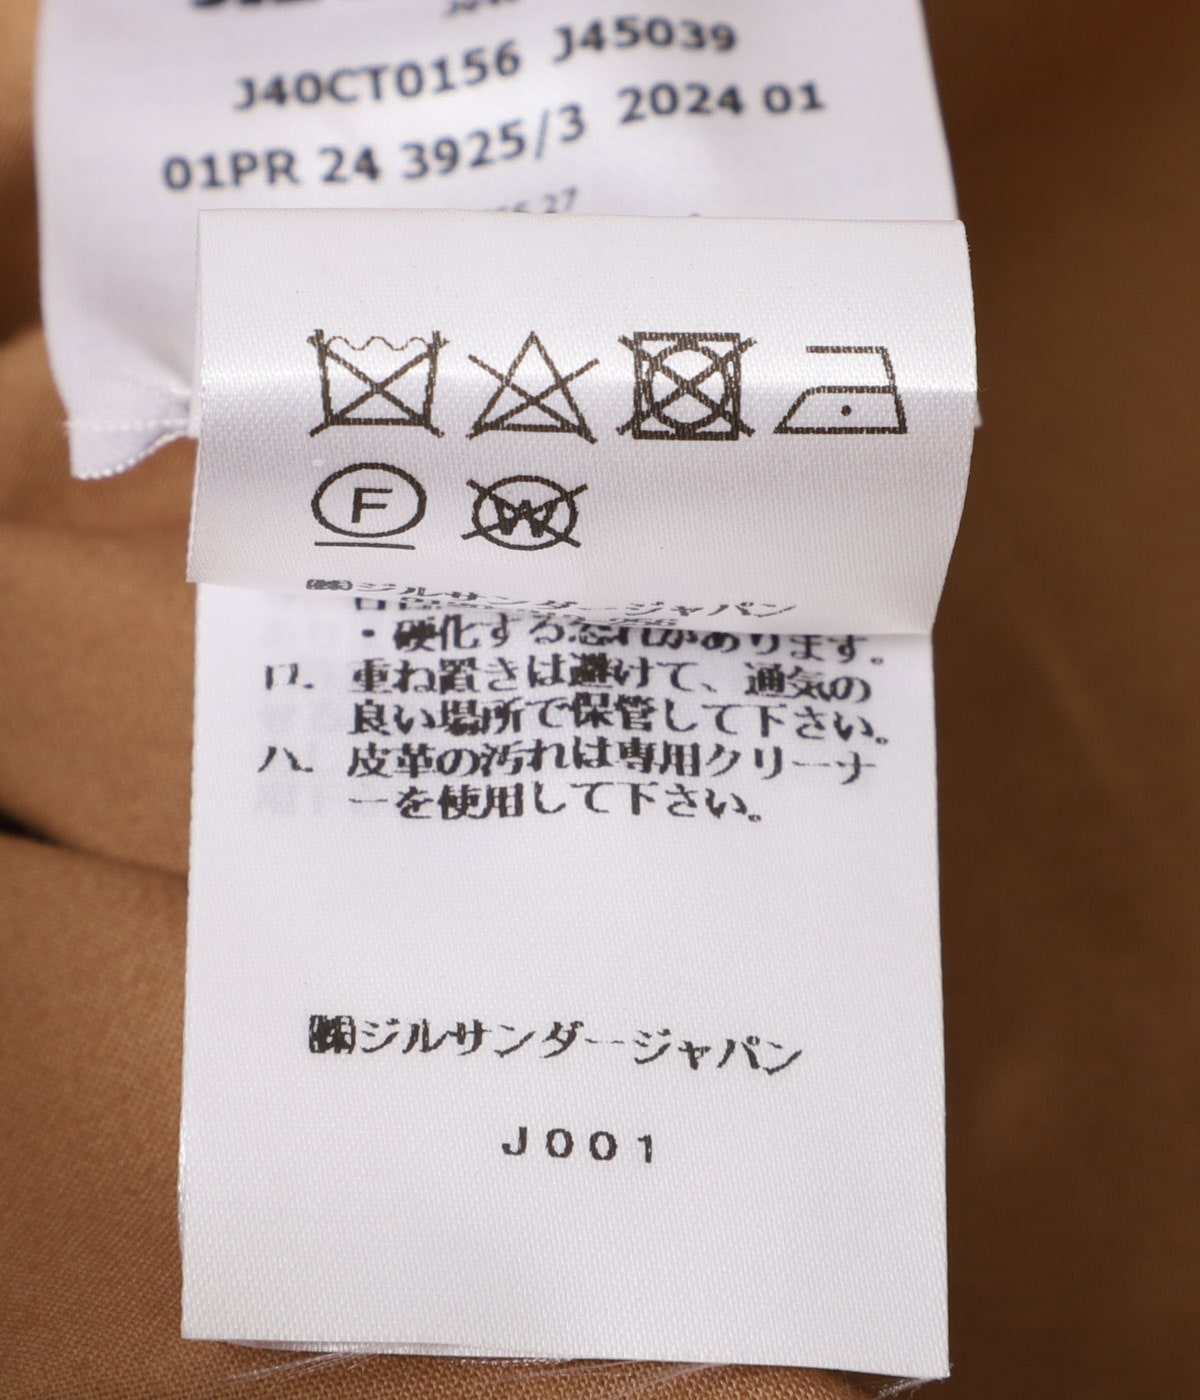 J40CT0156 J45039
01PR 24 3925/3 2024 01
27
F
W
㈱ジルサンダージャパン
・硬化する恐れがあります。
ロ. 重ね置きは避けて、通気の
良い場所で保管して下さい。
ハ. 皮革の汚れは専用クリーナ
ーを使用して下さい。
㈱ジルサンダージャパン
J001